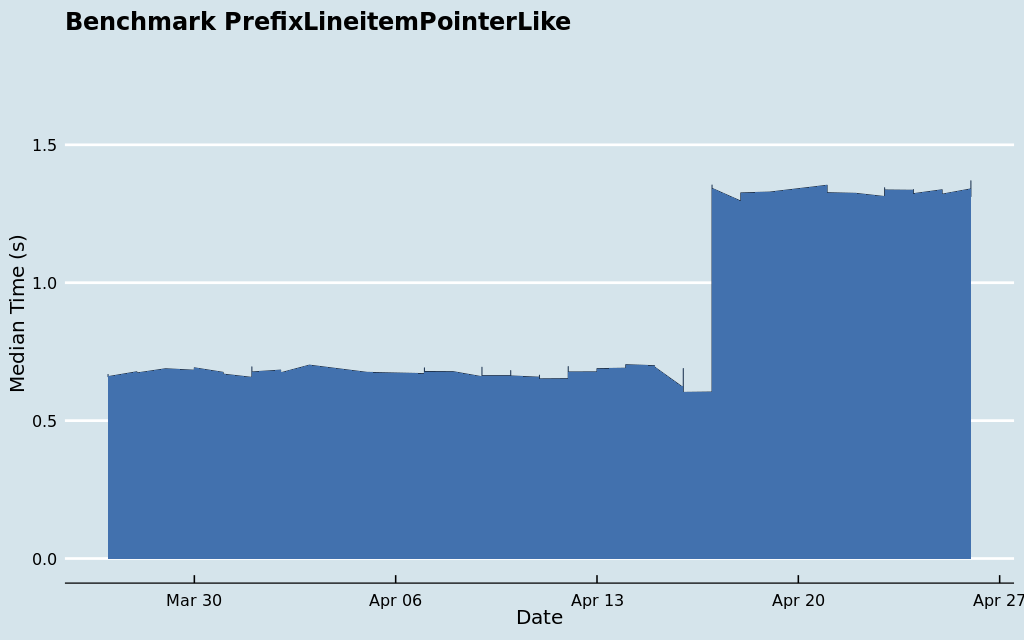 Benchmark PrefixLineitemPointerLike
Median Time (s)
1.5
1.0
0.5
0.0
Mar 30
Apr 06
Apr 13
Apr 20
Apr 27
Date